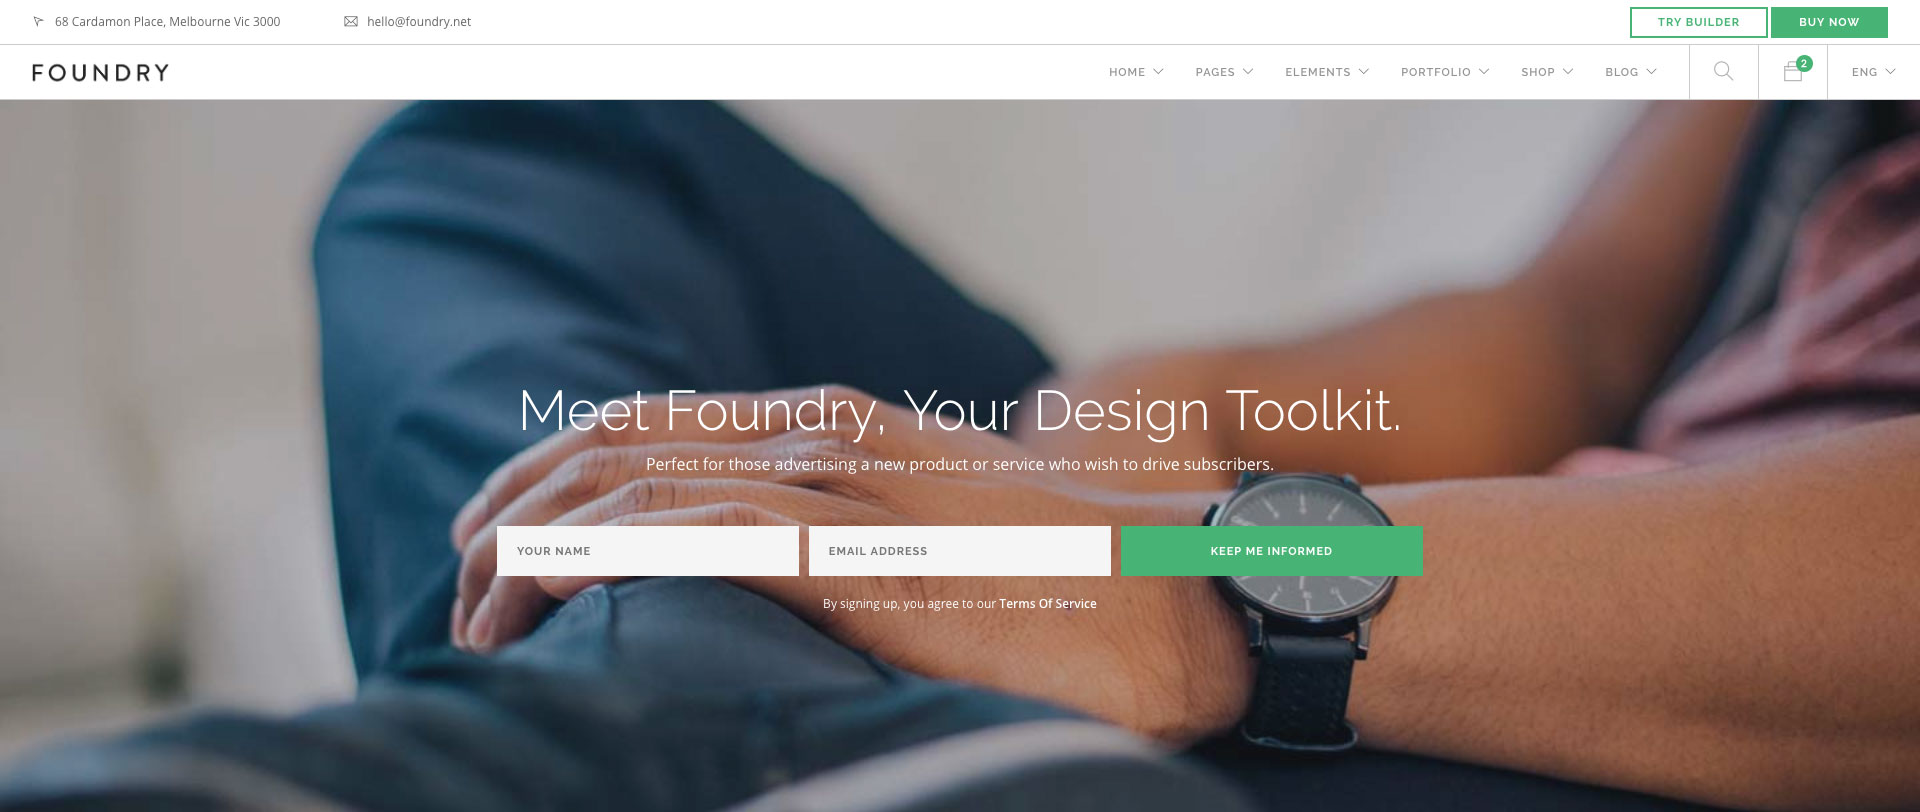 68 Cardamon Place, Melbourne Vic 3000
hello@foundry.net
TRY BUILDER
BUY NOW
FOUNDRY
HOME
PAGES
ELEMENTS
PORTFOLIO
SHOP
BLOG
2
ENG
Meet Foundry, Your Design Toolkit.
Perfect for those advertising a new product or service who wish to drive subscribers.
YOUR NAME
EMAIL ADDRESS
KEEP ME INFORMED
By signing up, you agree to our Terms Of Service